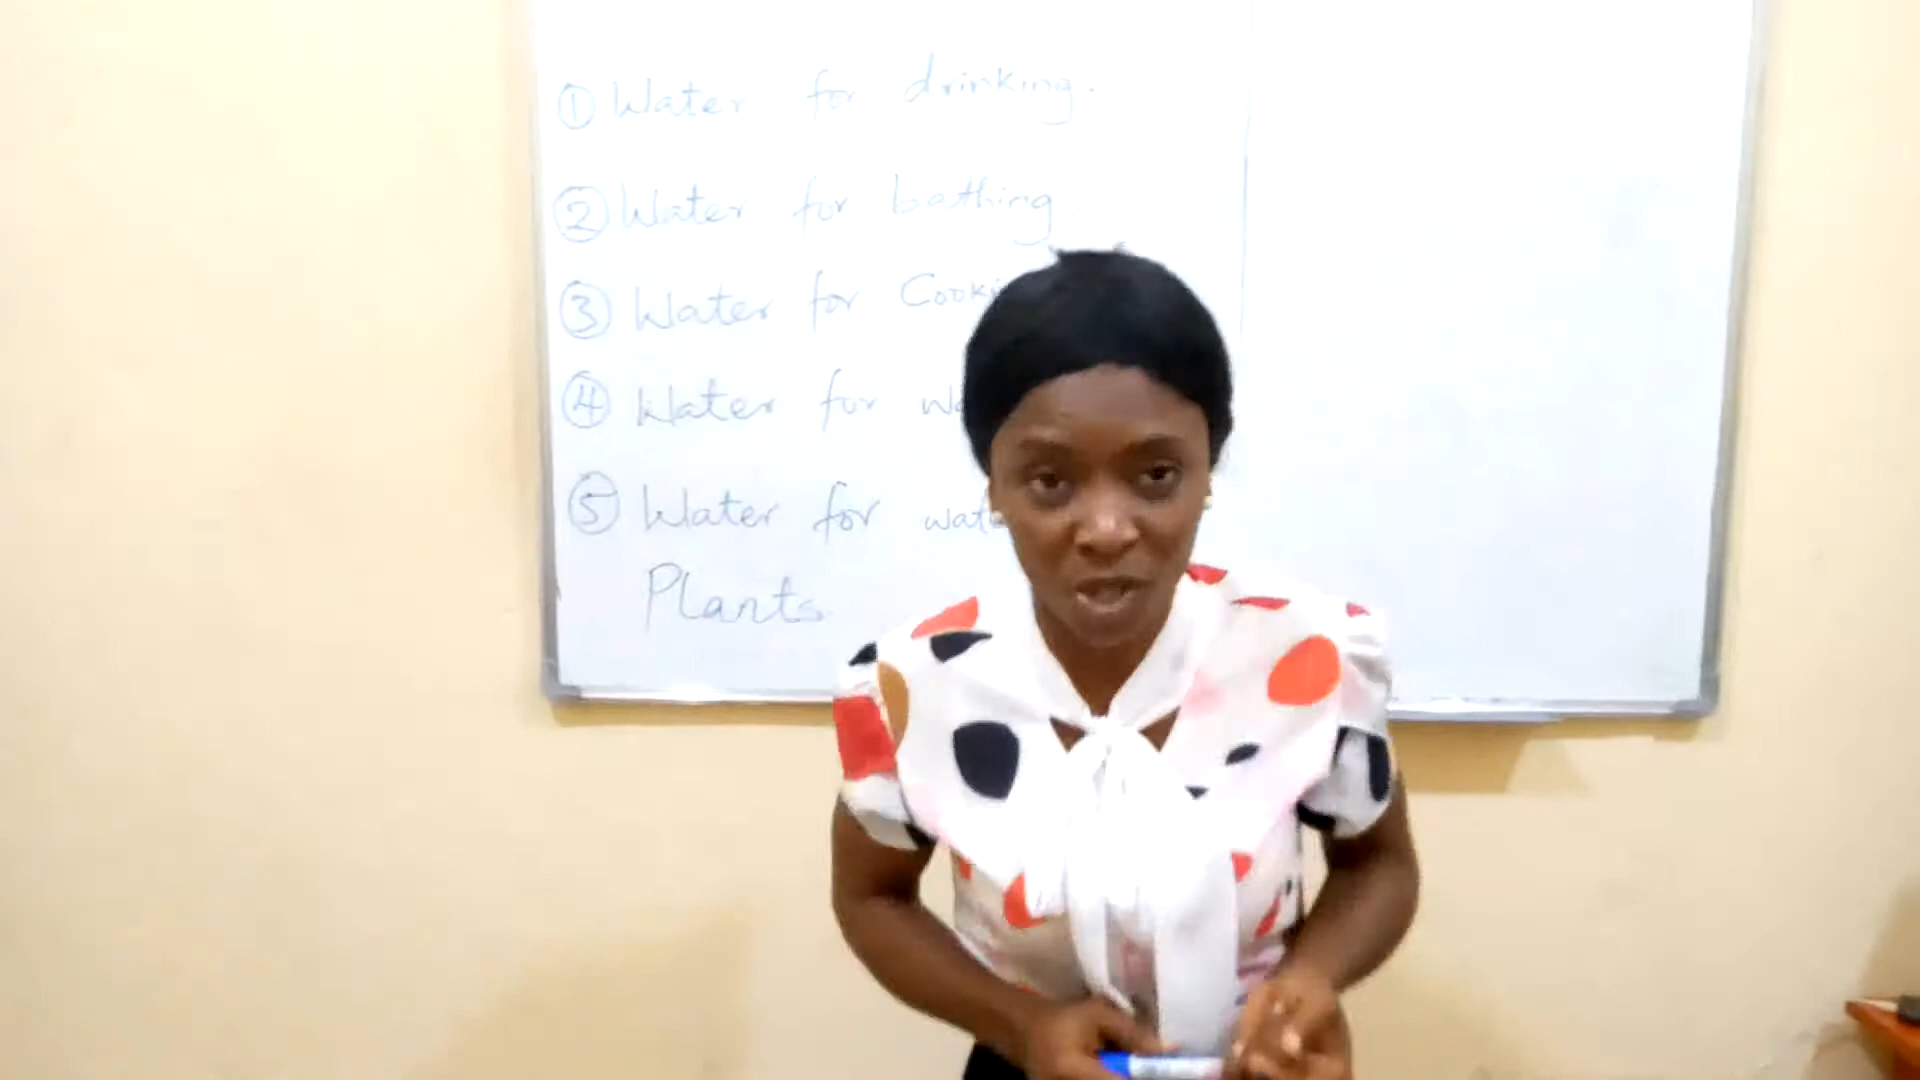 ① Water for drinking.
② Water for bathing.
③ Water for
④ Water for
⑤ Water for
Plants.